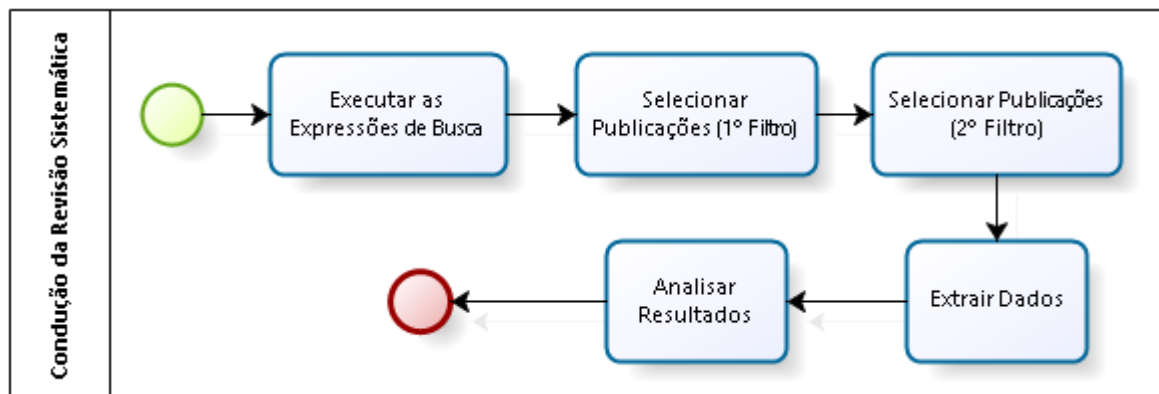 Condução da Revisão Sistemática
Executar as
Expressões de Busca
Selecionar
Publicações (1º Filtro)
Selecionar Publicações
(2º Filtro)
Extrair Dados
Analisar
Resultados